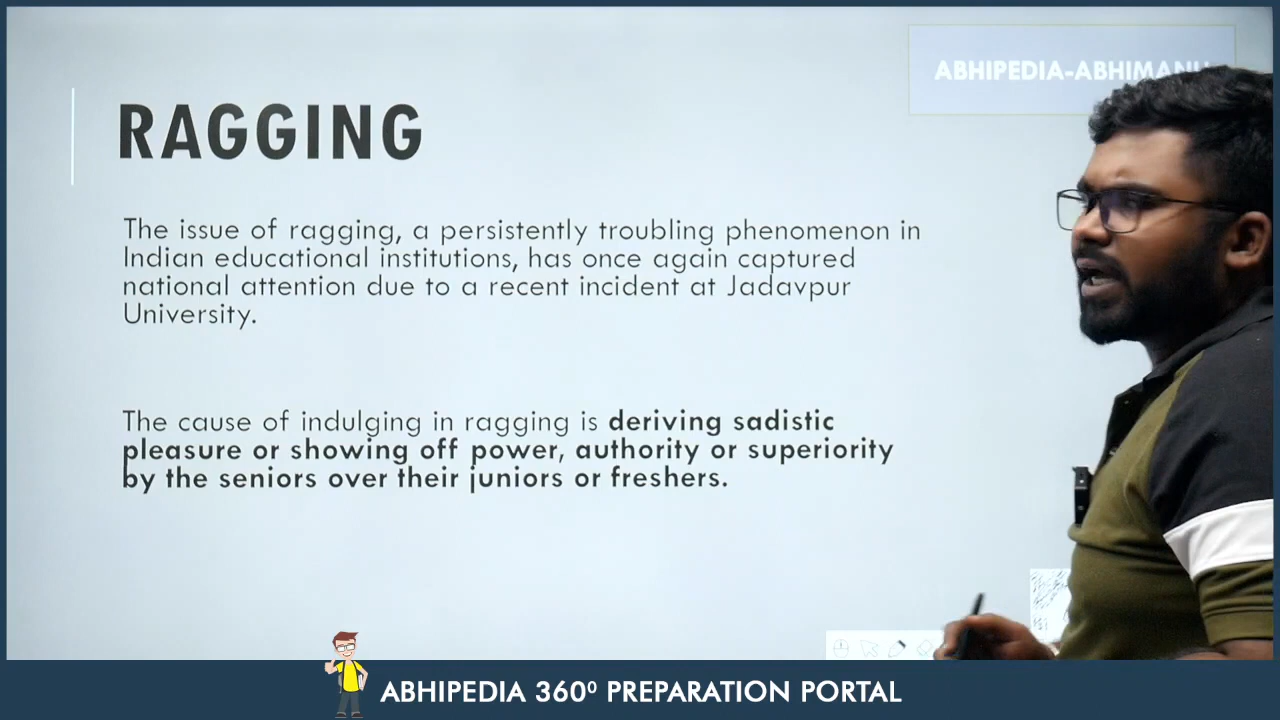 ABHIPEDIA-ABHIMANU
RAGGING
The issue of ragging, a persistently troubling phenomenon in
Indian educational institutions, has once again captured
national attention due to a recent incident at Jadavpur
University.
The cause of indulging in ragging is deriving sadistic
pleasure or showing off power, authority or superiority
by the seniors over their juniors or freshers.
ABHIPEDIA 360⁰ PREPARATION PORTAL